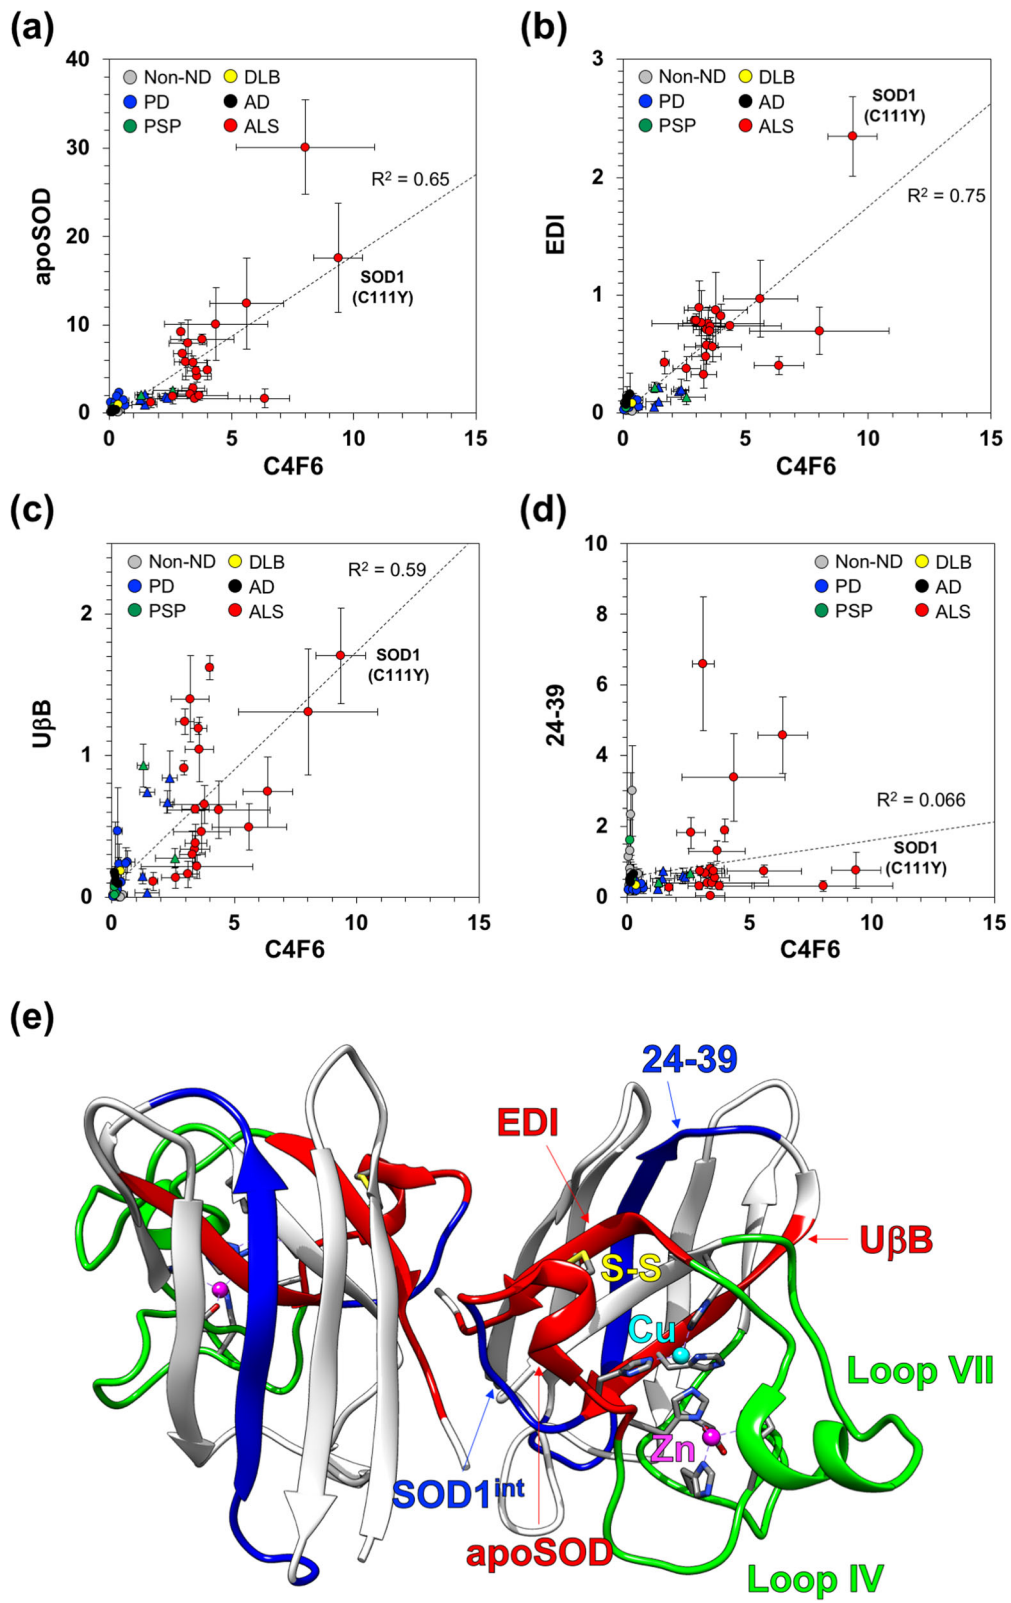 (a)
40
30
20
10
0
apoSOD
Non-ND DLB
PD AD
PSP ALS
R² = 0.65
SOD1
(C111Y)
0 5 10 15
C4F6
(b)
3
2
1
0
EDI
Non-ND DLB
PD AD
PSP ALS
SOD1
(C111Y)
R² = 0.75
0 5 10 15
C4F6
(c)
2
1
0
UβB
Non-ND DLB
PD AD
PSP ALS
R² = 0.59
SOD1
(C111Y)
0 5 10 15
C4F6
(d)
10
8
6
4
2
0
24-39
Non-ND DLB
PD AD
PSP ALS
R² = 0.066
SOD1
(C111Y)
0 5 10 15
C4F6
(e)
24-39
EDI
UβB
S-S
Cu
Loop VII
Zn
SOD1int
apoSOD
Loop IV